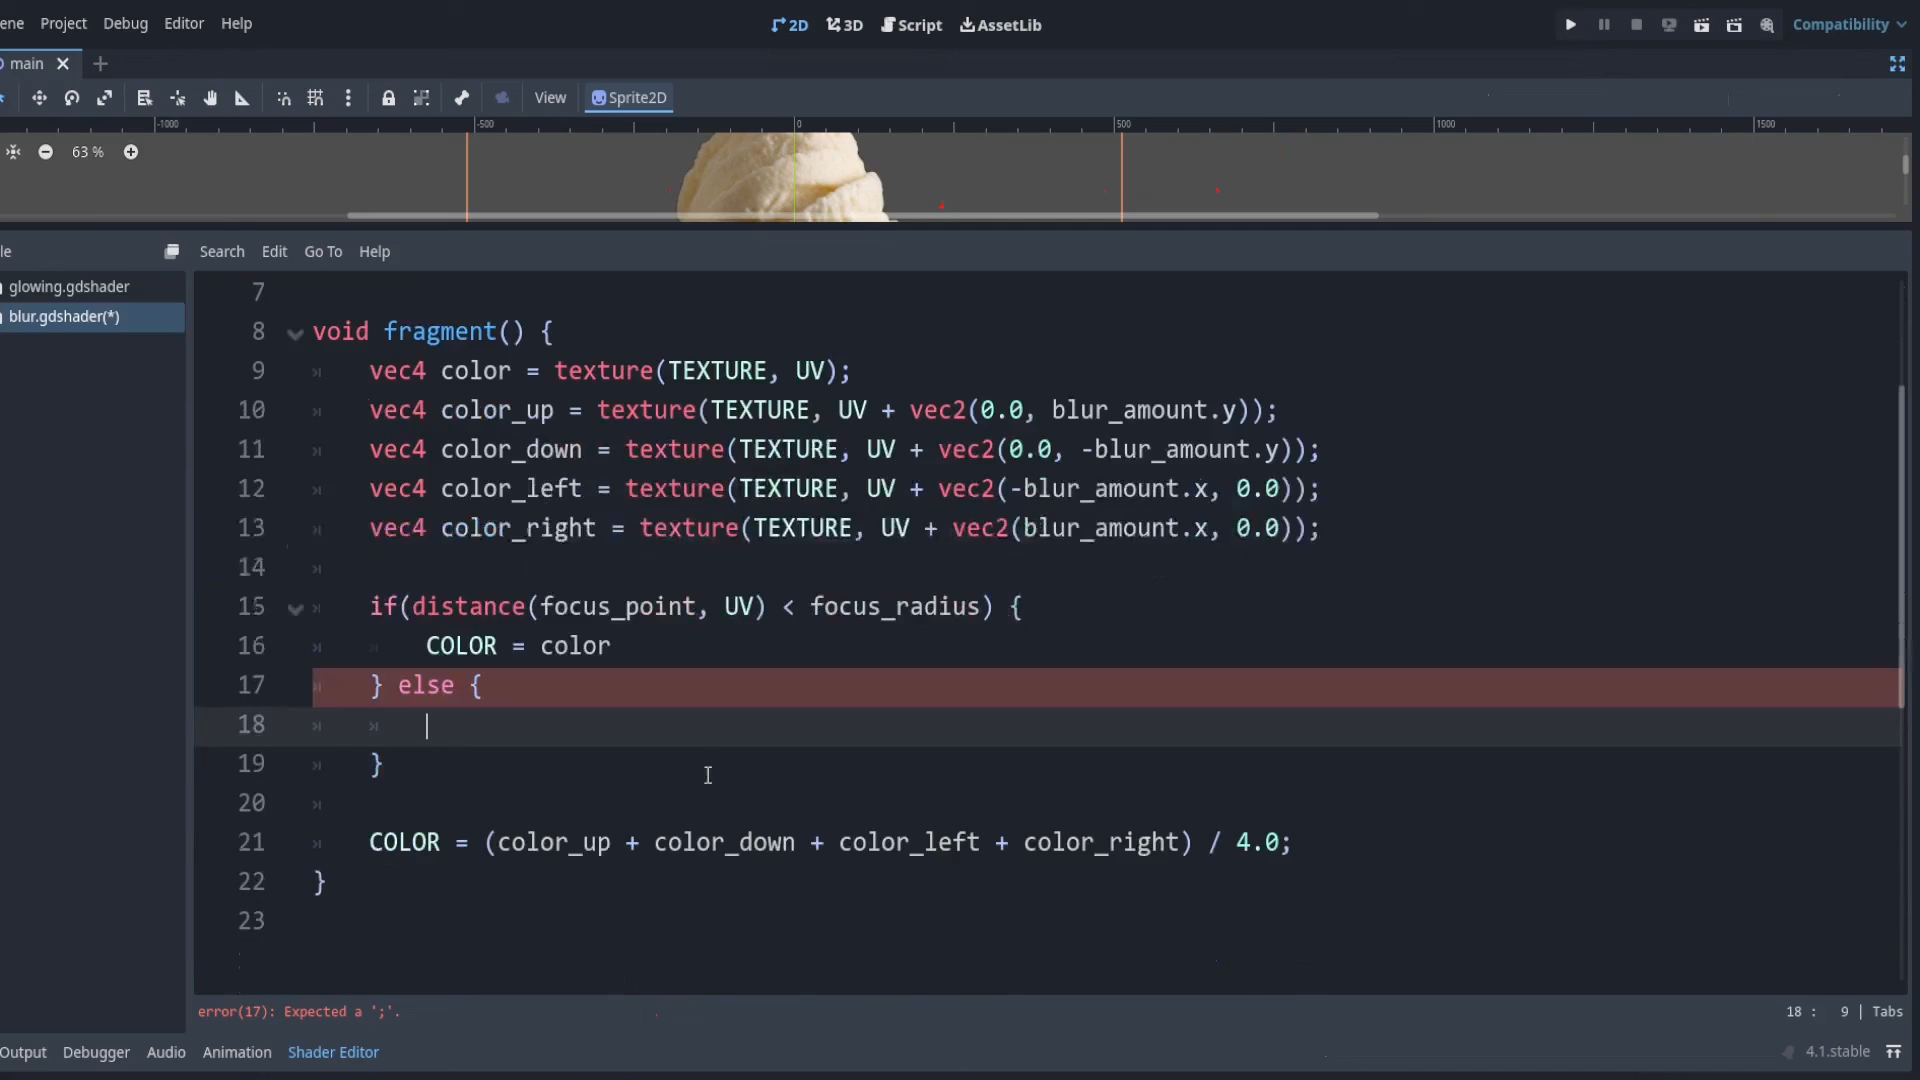 ene Project Debug Editor Help 2D 3D Script AssetLib Compatibility
main
View Sprite2D
-1000 -500 0 500 1000 1500
63 %
le Search Edit Go To Help
glowing.gdshader
blur.gdshader(*)
7
8 void fragment() {
9 vec4 color = texture(TEXTURE, UV);
10 vec4 color_up = texture(TEXTURE, UV + vec2(0.0, blur_amount.y));
11 vec4 color_down = texture(TEXTURE, UV + vec2(0.0, -blur_amount.y));
12 vec4 color_left = texture(TEXTURE, UV + vec2(-blur_amount.x, 0.0));
13 vec4 color_right = texture(TEXTURE, UV + vec2(blur_amount.x, 0.0));
14
15 if(distance(focus_point, UV) < focus_radius) {
16 COLOR = color
17 } else {
18
19 }
20
21 COLOR = (color_up + color_down + color_left + color_right) / 4.0;
22 }
23
error(17): Expected a ';'. 18 : 9 | Tabs
Output Debugger Audio Animation Shader Editor 4.1.stable